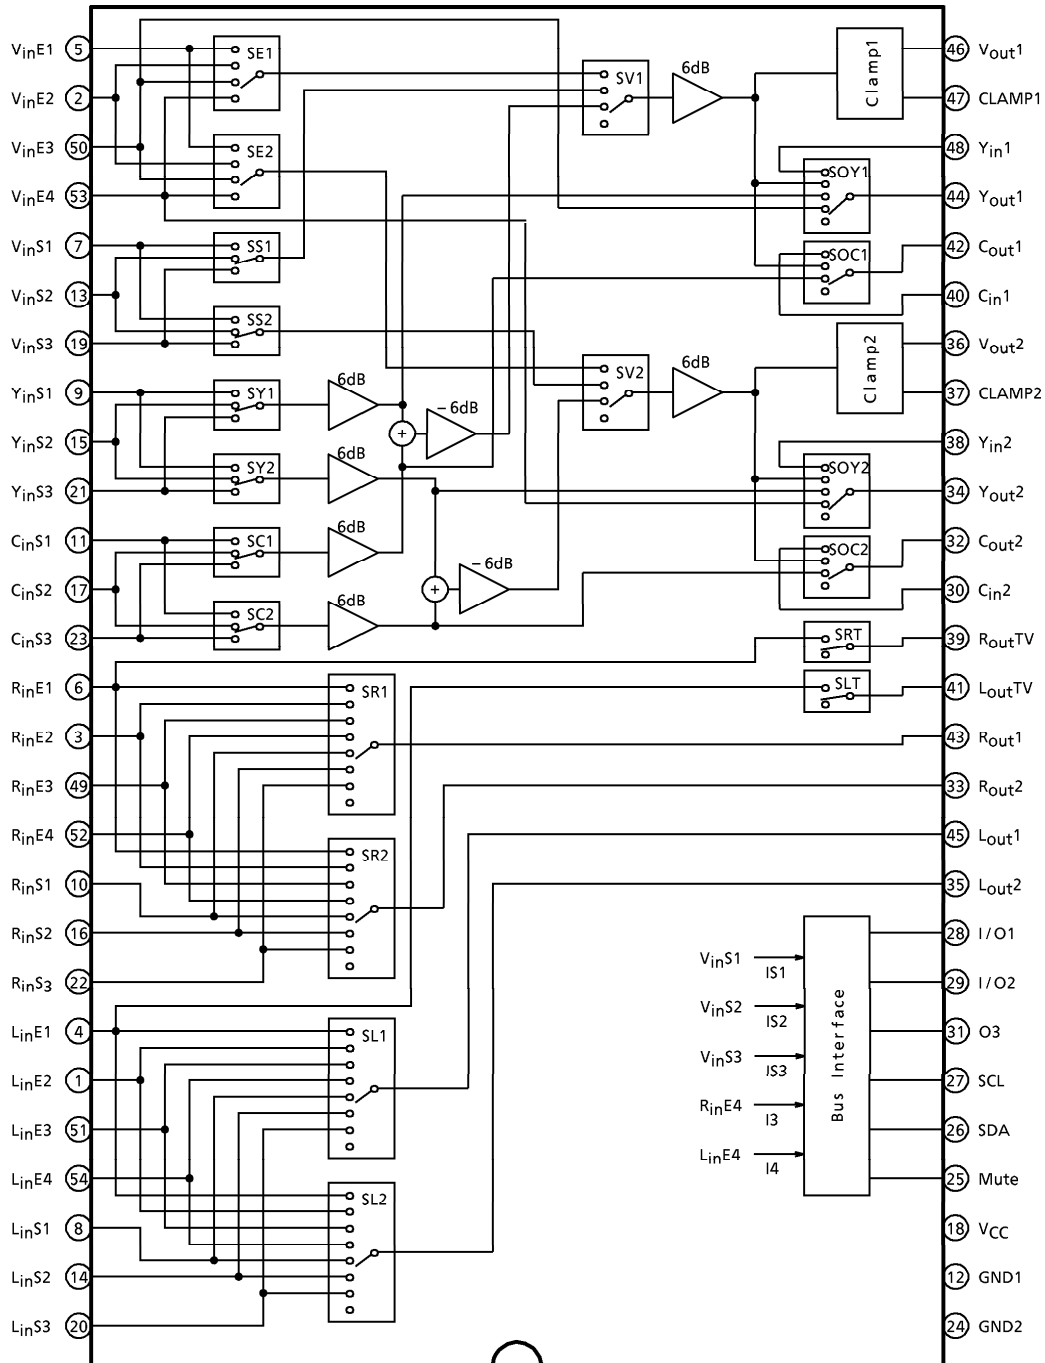 VinE1 5
VinE2 2
VinE3 50
VinE4 53
VinS1 7
VinS2 13
VinS3 19
YinS1 9
YinS2 15
YinS3 21
CinS1 11
CinS2 17
CinS3 23
RinE1 6
RinE2 3
RinE3 49
RinE4 52
RinS1 10
RinS2 16
RinS3 22
LinE1 4
LinE2 1
LinE3 51
LinE4 54
LinS1 8
LinS2 14
LinS3 20
SE1
SE2
SS1
SS2
SY1
SY2
SC1
SC2
6dB
6dB
6dB
6dB
+
−6dB
+
−6dB
SR1
SR2
SL1
SL2
SV1
6dB
SV2
6dB
Clamp1
SOY1
SOC1
Clamp2
SOY2
SOC2
SRT
SLT
VinS1
IS1
VinS2
IS2
VinS3
IS3
RinE4
I3
LinE4
I4
Bus Interface
46 Vout1
47 CLAMP1
48 Yin1
44 Yout1
42 Cout1
40 Cin1
36 Vout2
37 CLAMP2
38 Yin2
34 Yout2
32 Cout2
30 Cin2
39 RoutTV
41 LoutTV
43 Rout1
33 Rout2
45 Lout1
35 Lout2
28 I/O1
29 I/O2
31 O3
27 SCL
26 SDA
25 Mute
18 VCC
12 GND1
24 GND2